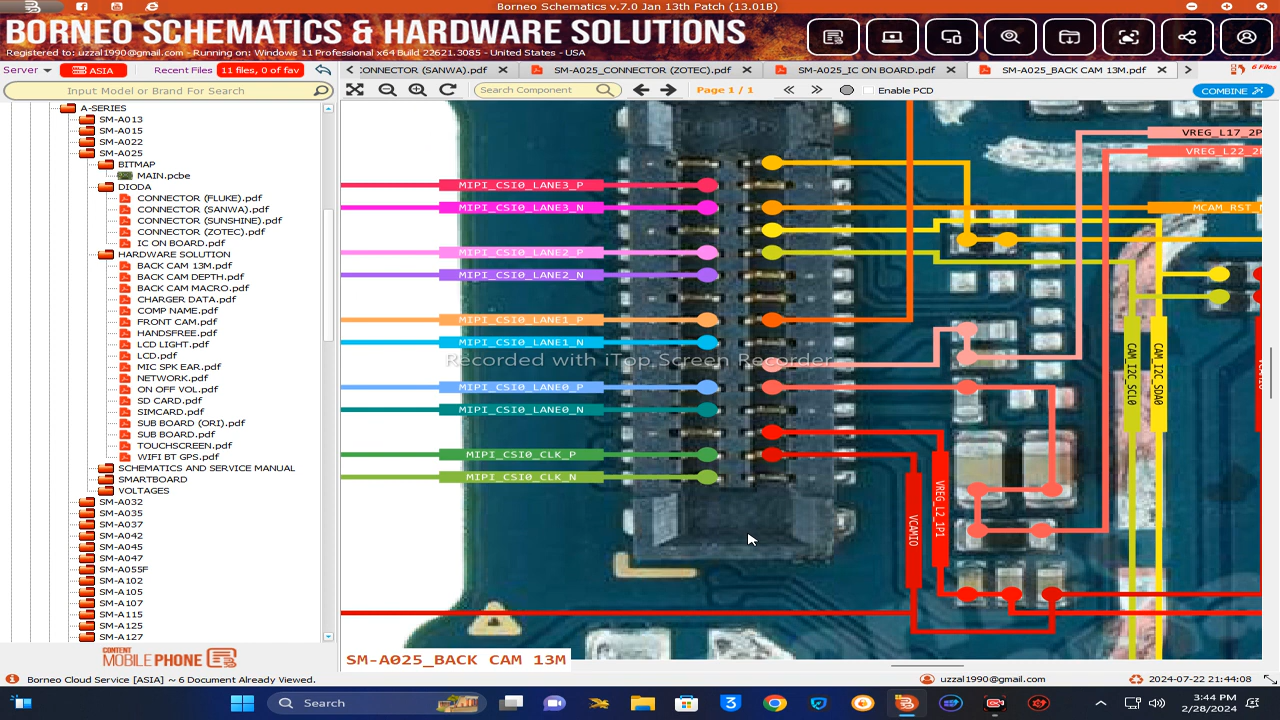 Borneo Schematics v.7.0 Jan 13th Patch (13.01B)
BORNEO SCHEMATICS & HARDWARE SOLUTIONS
Registered to: uzzal1990@gmail.com - Running on: Windows 11 Professional x64 Build 22621.3085 - United States - USA
Server
ASIA
Recent Files
11 files, 0 of fav
CONNECTOR (SANWA).pdf
SM-A025_CONNECTOR (ZOTEC).pdf
SM-A025_IC ON BOARD.pdf
SM-A025_BACK CAM 13M.pdf
6 Files
Input Model or Brand For Search
Search Component
Page 1 / 1
Enable PCD
COMBINE
A-SERIES
SM-A013
SM-A015
SM-A022
SM-A025
BITMAP
MAIN.pcbe
DIODA
CONNECTOR (FLUKE).pdf
CONNECTOR (SANWA).pdf
CONNECTOR (SUNSHINE).pdf
CONNECTOR (ZOTEC).pdf
IC ON BOARD.pdf
HARDWARE SOLUTION
BACK CAM 13M.pdf
BACK CAM DEPTH.pdf
BACK CAM MACRO.pdf
CHARGER DATA.pdf
COMP NAME.pdf
FRONT CAM.pdf
HANDSFREE.pdf
LCD LIGHT.pdf
LCD.pdf
MIC SPK EAR.pdf
NETWORK.pdf
ON OFF VOL.pdf
SD CARD.pdf
SIMCARD.pdf
SUB BOARD (ORI).pdf
SUB BOARD.pdf
TOUCHSCREEN.pdf
WIFI BT GPS.pdf
SCHEMATICS AND SERVICE MANUAL
SMARTBOARD
VOLTAGES
SM-A032
SM-A035
SM-A037
SM-A042
SM-A045
SM-A047
SM-A055F
SM-A102
SM-A105
SM-A107
SM-A115
SM-A125
SM-A127
CONTENT
MOBILE PHONE
MIPI_CSI0_LANE3_P
MIPI_CSI0_LANE3_N
MIPI_CSI0_LANE2_P
MIPI_CSI0_LANE2_N
MIPI_CSI0_LANE1_P
MIPI_CSI0_LANE1_N
Recorded with iTop Screen Recorder
MIPI_CSI0_LANE0_P
MIPI_CSI0_LANE0_N
MIPI_CSI0_CLK_P
MIPI_CSI0_CLK_N
VREG_L17_2P
VREG_L22_2P
MCAM_RST_N
CAM_I2C_SCL0
CAM_I2C_SDA0
VCAMIO
VREG_L2_1P1
SM-A025_BACK CAM 13M
Borneo Cloud Service [ASIA] ~ 6 Document Already Viewed.
uzzal1990@gmail.com
2024-07-22 21:44:08
Search
3:44 PM
2/28/2024